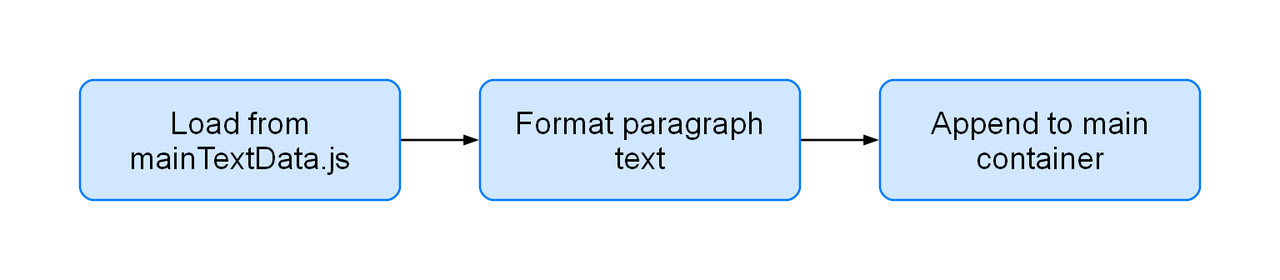 Load from
mainTextData.js
Format paragraph
text
Append to main
container